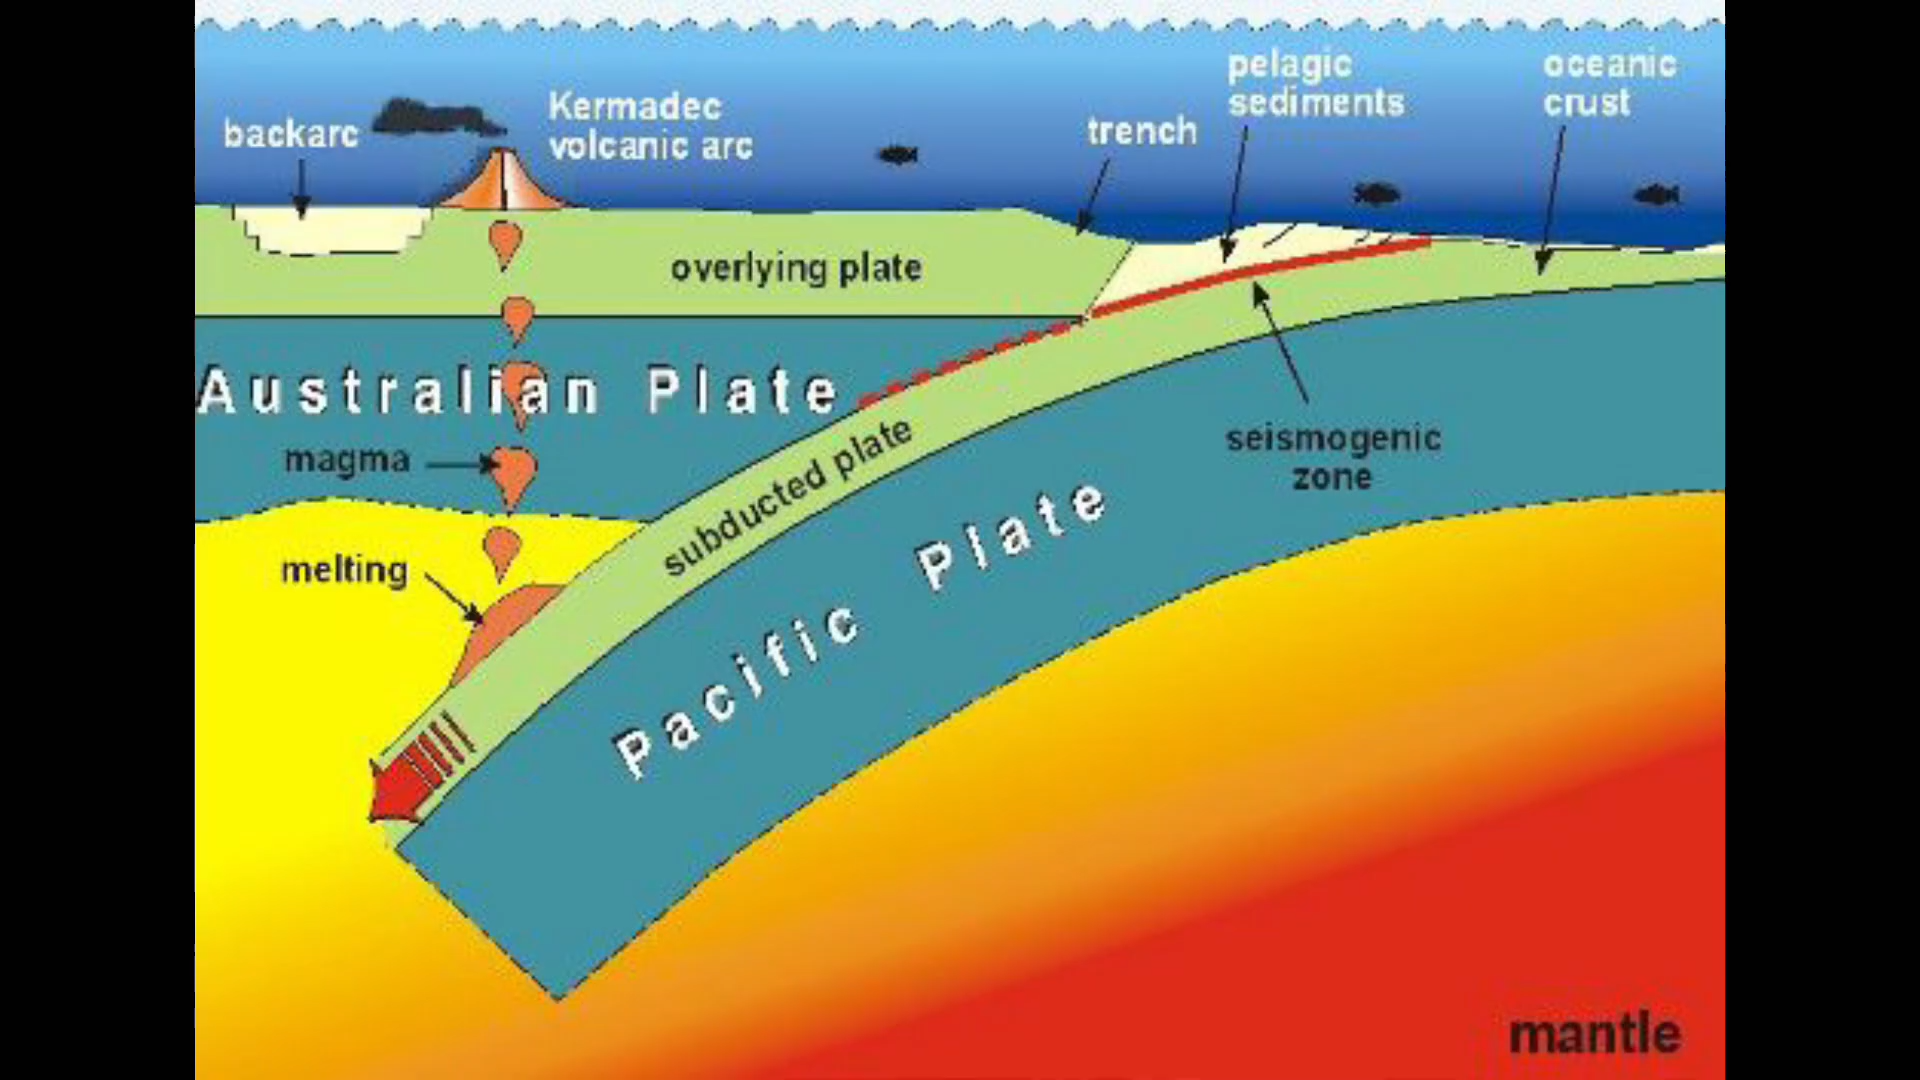 pelagic
sediments
oceanic
crust
Kermadec
volcanic arc
backarc
trench
overlying plate
Australian Plate
magma
seismogenic
zone
subducted plate
Pacific Plate
melting
mantle